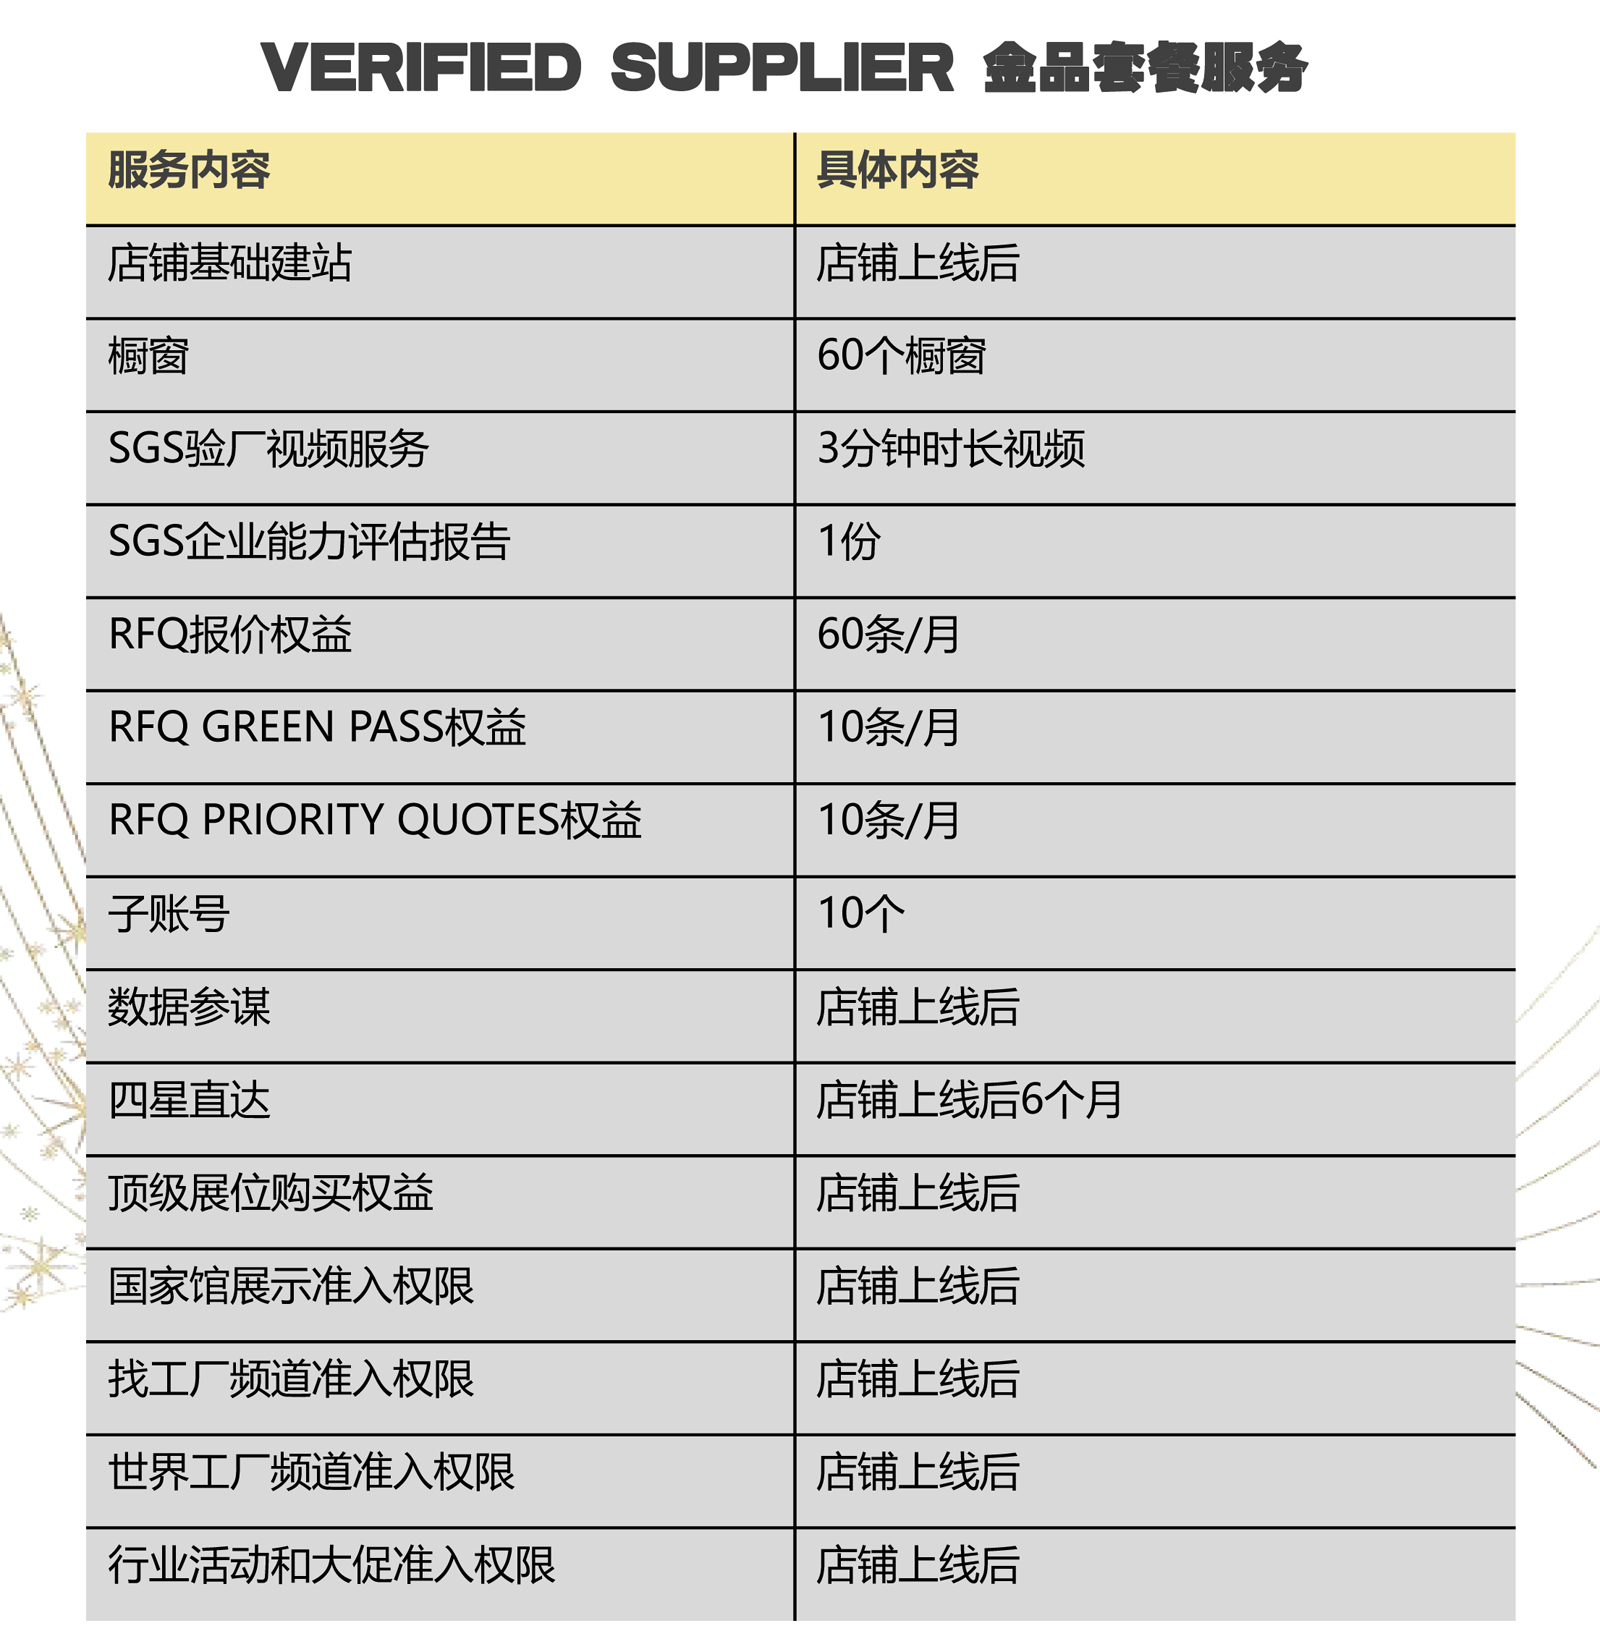 VERIFIED SUPPLIER 金品套餐服务
服务内容 具体内容
店铺基础建站 店铺上线后
橱窗 60个橱窗
SGS验厂视频服务 3分钟时长视频
SGS企业能力评估报告 1份
RFQ报价权益 60条/月
RFQ GREEN PASS权益 10条/月
RFQ PRIORITY QUOTES权益 10条/月
子账号 10个
数据参谋 店铺上线后
四星直达 店铺上线后6个月
顶级展位购买权益 店铺上线后
国家馆展示准入权限 店铺上线后
找工厂频道准入权限 店铺上线后
世界工厂频道准入权限 店铺上线后
行业活动和大促准入权限 店铺上线后